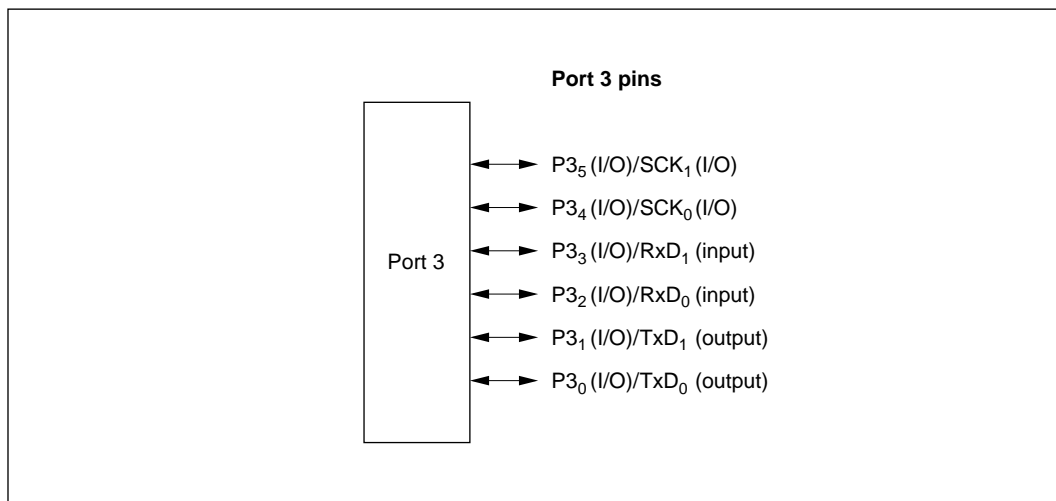 Port 3 pins
P3₅ (I/O)/SCK₁ (I/O)
P3₄ (I/O)/SCK₀ (I/O)
Port 3
P3₃ (I/O)/RxD₁ (input)
P3₂ (I/O)/RxD₀ (input)
P3₁ (I/O)/TxD₁ (output)
P3₀ (I/O)/TxD₀ (output)